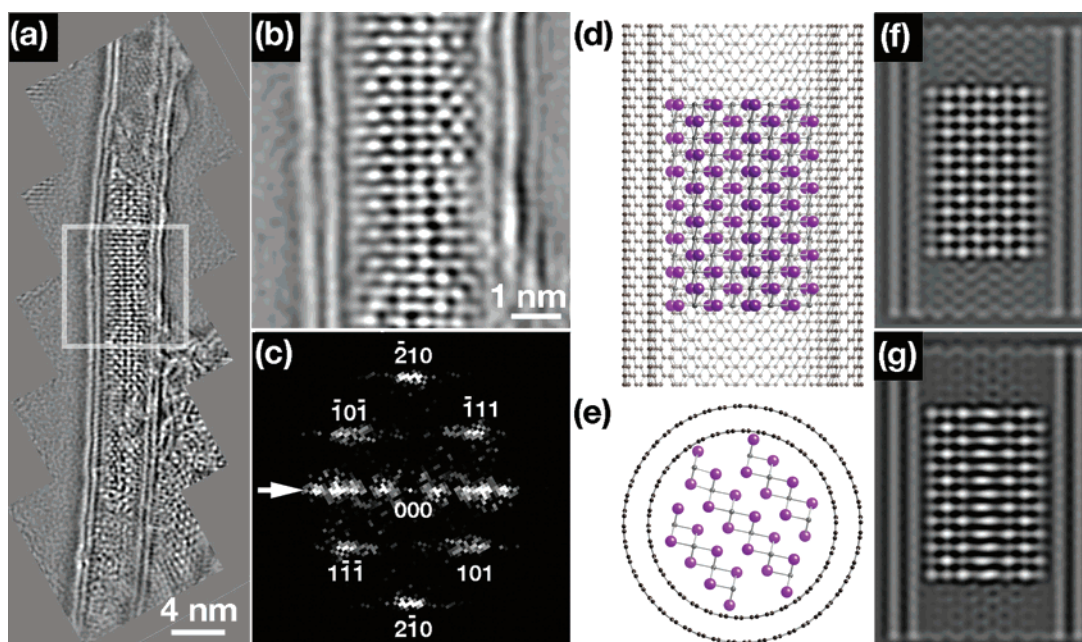 (a)
4 nm
(b)
1 nm
(c)
2̄10
1̄01̄
1̄11
000
11̄1̄
101
21̄0
(d)
(e)
(f)
(g)